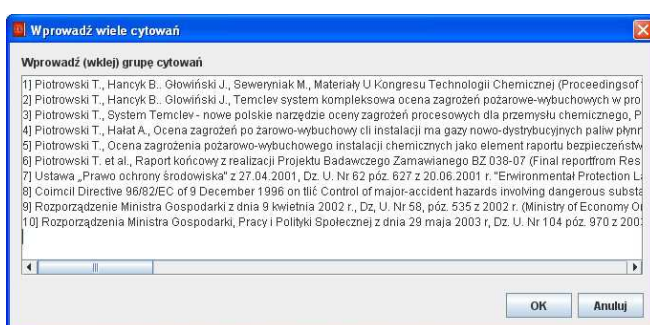 Wprowadź wiele cytowań
Wprowadź (wklej) grupę cytowań
1] Piotrowski T., Hancyk B.. Głowiński J., Seweryniak M., Materiały U Kongresu Technologii Chemicznej (Proceedingsof
2] Piotrowski T., Hancyk B.. Głowiński J., Temclev system kompleksowa ocena zagrożeń pożarowe-wybuchowych w pro
3] Piotrowski T., System Temclev - nowe polskie narzędzie oceny zagrożeń procesowych dla przemysłu chemicznego, P
4] Piotrowski T., Hałat A., Ocena zagrożeń po żarowo-wybuchowy cli instalacji ma gazy nowo-dystrybucyjnych paliw płynn
5] Piotrowski T., Ocena zagrożenia pożarowo-wybuchowego instalacji chemicznych jako element raportu bezpieczeństw
6] Piotrowski T. et al., Raport końcowy z realizacji Projektu Badawczego Zamawianego BZ 038-07 (Final reportfrom Res
7] Ustawa „Prawo ochrony środowiska" z 27.04.2001, Dz. U. Nr 62 póz. 627 z 20.06.2001 r. "Erwironmental Protection L
8] Coimcil Directive 96/82/EC of 9 December 1996 on tlić Control of major-accident hazards involving dangerous substa
9] Rozporządzenie Ministra Gospodarki z dnia 9 kwietnia 2002 r., Dz, U. Nr 58, póz. 535 z 2002 r. (Ministry of Economy O
10] Rozporządzenia Ministra Gospodarki, Pracy i Polityki Społecznej z dnia 29 maja 2003 r, Dz. U. Nr 104 póz. 970 z 200
OK Anuluj